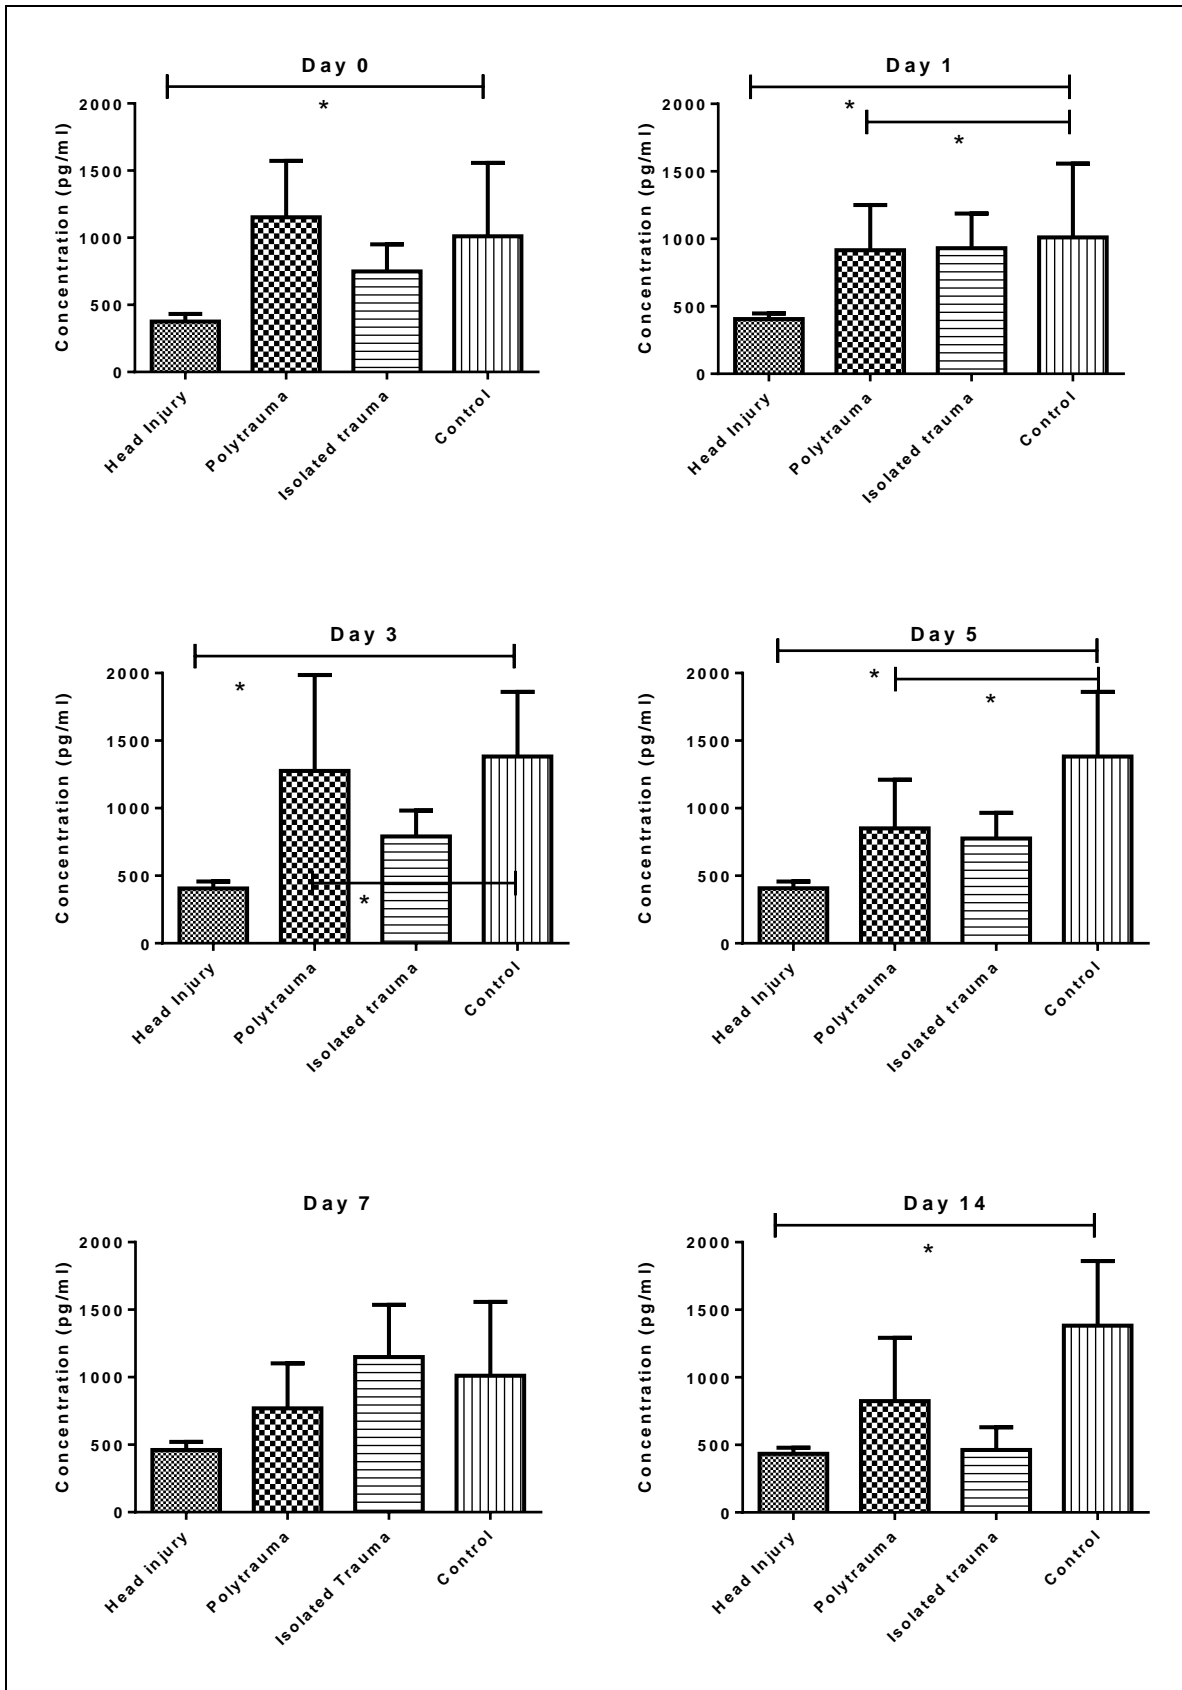 Day 0
*
Concentration (pg/ml)
2000
1500
1000
500
0
Head Injury
Polytrauma
Isolated trauma
Control
Day 1
*
*
Concentration (pg/ml)
2000
1500
1000
500
0
Head Injury
Polytrauma
Isolated trauma
Control
Day 3
*
*
Concentration (pg/ml)
2000
1500
1000
500
0
Head Injury
Polytrauma
Isolated trauma
Control
Day 5
*
*
Concentration (pg/ml)
2000
1500
1000
500
0
Head Injury
Polytrauma
Isolated trauma
Control
Day 7
Concentration (pg/ml)
2000
1500
1000
500
0
Head injury
Polytrauma
Isolated Trauma
Control
Day 14
*
Concentration (pg/ml)
2000
1500
1000
500
0
Head Injury
Polytrauma
Isolated trauma
Control